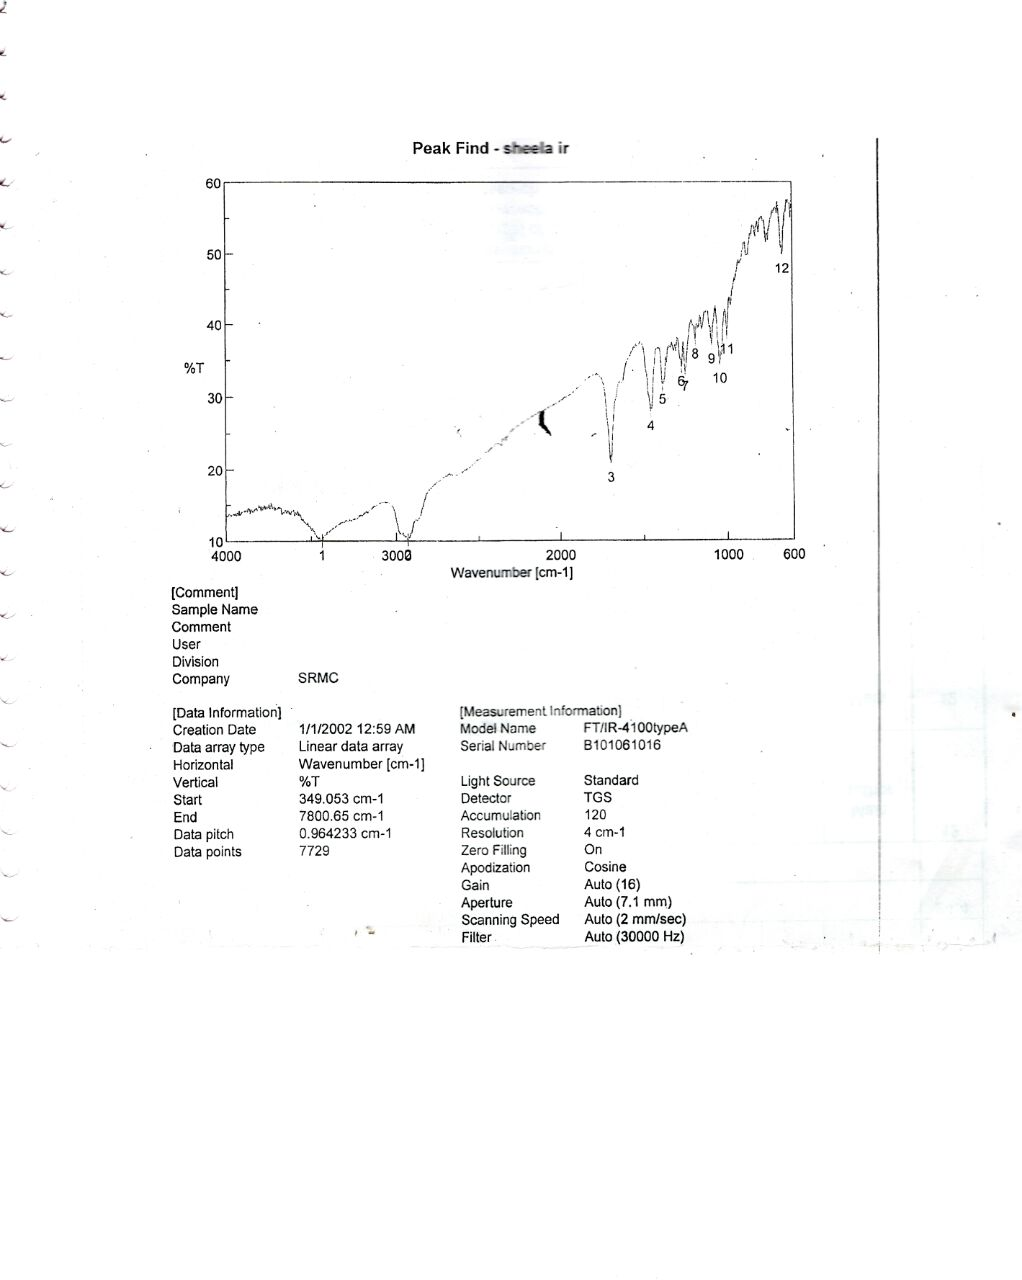 Peak Find - sheela ir
60
50
40
%T
30
20
10
4000 1 3000 2 2000 1000 600
Wavenumber [cm-1]
3
4
5
6
7
8
9
10
11
12
[Comment]
Sample Name
Comment
User
Division
Company SRMC
[Data Information] [Measurement Information]
Creation Date 1/1/2002 12:59 AM Model Name FT/IR-4100typeA
Data array type Linear data array Serial Number B101061016
Horizontal Wavenumber [cm-1]
Vertical %T Light Source Standard
Start 349.053 cm-1 Detector TGS
End 7800.65 cm-1 Accumulation 120
Data pitch 0.964233 cm-1 Resolution 4 cm-1
Data points 7729 Zero Filling On
Apodization Cosine
Gain Auto (16)
Aperture Auto (7.1 mm)
Scanning Speed Auto (2 mm/sec)
Filter Auto (30000 Hz)